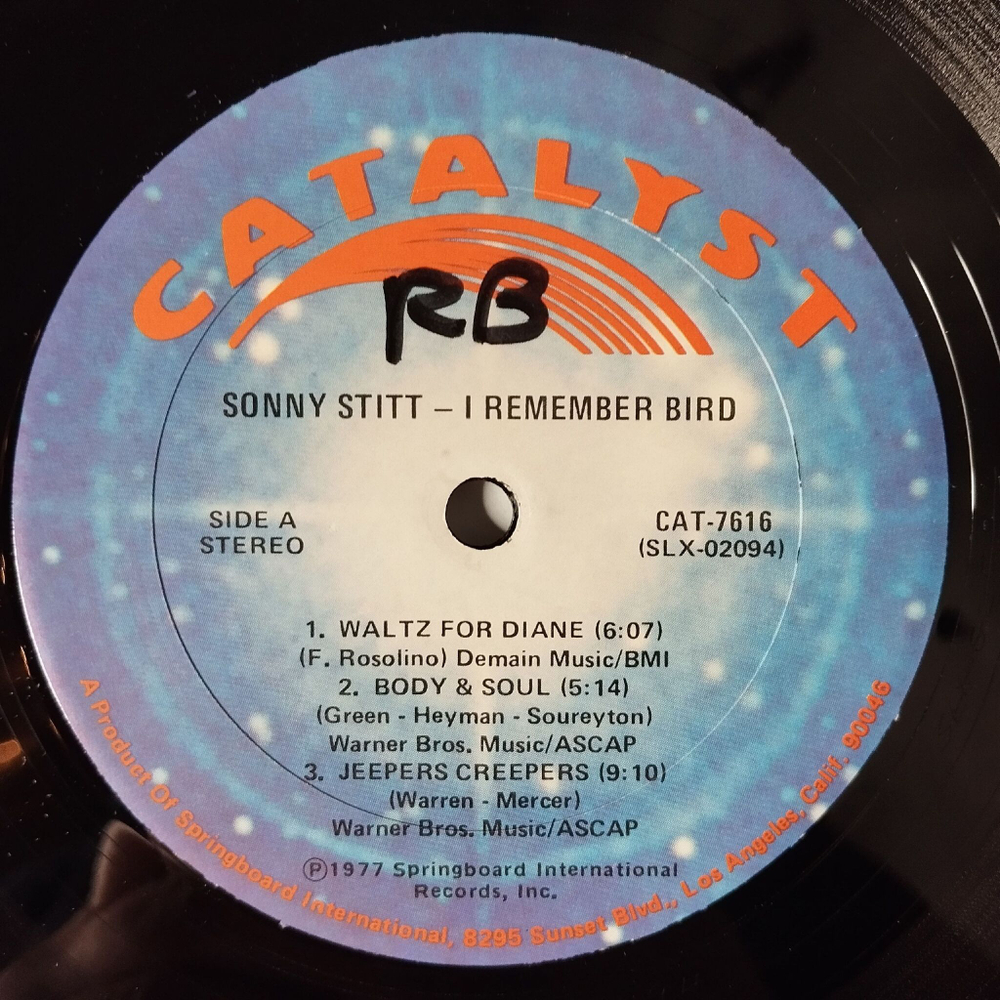 CATALYST
RB
SONNY STITT – I REMEMBER BIRD
SIDE A
STEREO
CAT-7616
(SLX-02094)
1. WALTZ FOR DIANE (6:07)
(F. Rosolino) Demain Music/BMI
2. BODY & SOUL (5:14)
(Green - Heyman - Soureyton)
Warner Bros. Music/ASCAP
3. JEEPERS CREEPERS (9:10)
(Warren - Mercer)
Warner Bros. Music/ASCAP
Ⓟ1977 Springboard International
Records, Inc.
A Product Of Springboard International, 8295 Sunset Blvd., Los Angeles, Calif. 90046